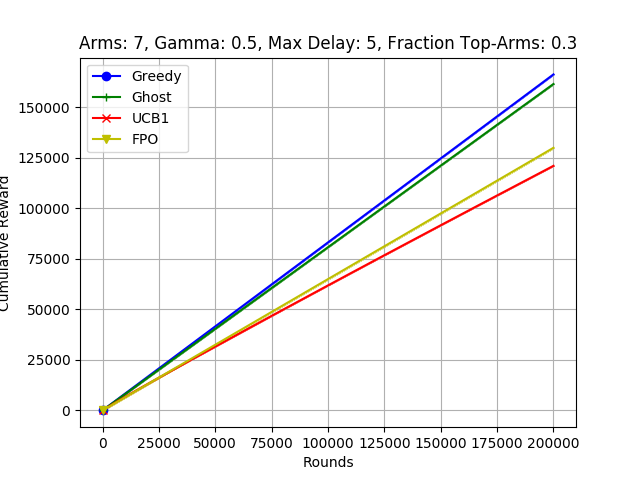 Arms: 7, Gamma: 0.5, Max Delay: 5, Fraction Top-Arms: 0.3
Greedy
Ghost
UCB1
FPO
150000
125000
100000
75000
50000
25000
0
Cumulative Reward
0 25000 50000 75000 100000 125000 150000 175000 200000
Rounds